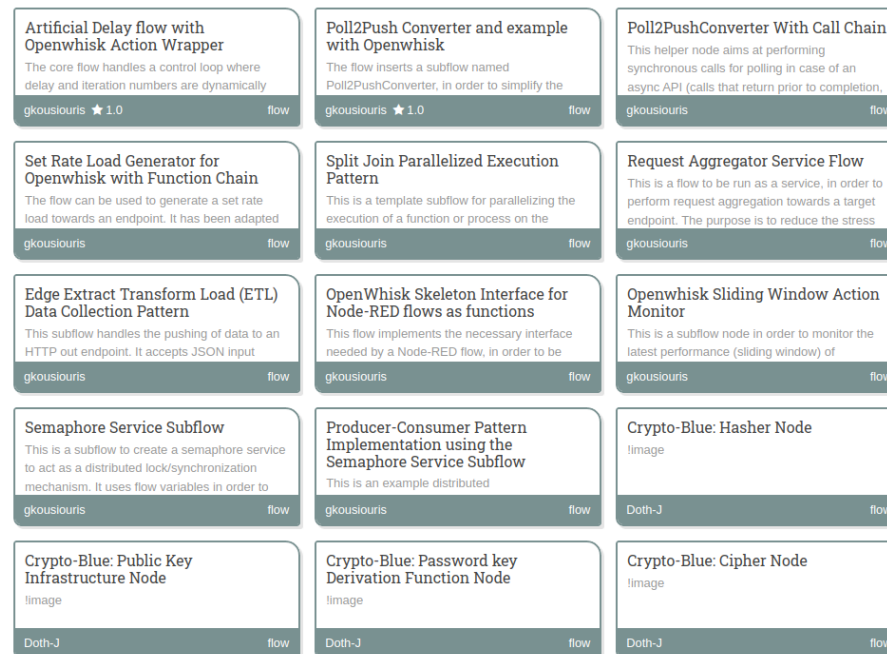 Artificial Delay flow with
Openwhisk Action Wrapper
The core flow handles a control loop where
delay and iteration numbers are dynamically
gkousiouris ★ 1.0 flow
Poll2Push Converter and example
with Openwhisk
The flow inserts a subflow named
Poll2PushConverter, in order to simplify the
gkousiouris ★ 1.0 flow
Poll2PushConverter With Call Chain
This helper node aims at performing
synchronous calls for polling in case of an
async API (calls that return prior to completion,
gkousiouris flow
Set Rate Load Generator for
Openwhisk with Function Chain
The flow can be used to generate a set rate
load towards an endpoint. It has been adapted
gkousiouris flow
Split Join Parallelized Execution
Pattern
This is a template subflow for parallelizing the
execution of a function or process on the
gkousiouris flow
Request Aggregator Service Flow
This is a flow to be run as a service, in order to
perform request aggregation towards a target
endpoint. The purpose is to reduce the stress
gkousiouris flow
Edge Extract Transform Load (ETL)
Data Collection Pattern
This subflow handles the pushing of data to an
HTTP out endpoint. It accepts JSON input
gkousiouris flow
OpenWhisk Skeleton Interface for
Node-RED flows as functions
This flow implements the necessary interface
needed by a Node-RED flow, in order to be
gkousiouris flow
Openwhisk Sliding Window Action
Monitor
This is a subflow node in order to monitor the
latest performance (sliding window) of
gkousiouris flow
Semaphore Service Subflow
This is a subflow to create a semaphore service
to act as a distributed lock/synchronization
mechanism. It uses flow variables in order to
gkousiouris flow
Producer-Consumer Pattern
Implementation using the
Semaphore Service Subflow
This is an example distributed
gkousiouris flow
Crypto-Blue: Hasher Node
!image
Doth-J flow
Crypto-Blue: Public Key
Infrastructure Node
!image
Doth-J flow
Crypto-Blue: Password key
Derivation Function Node
!image
Doth-J flow
Crypto-Blue: Cipher Node
!image
Doth-J flow